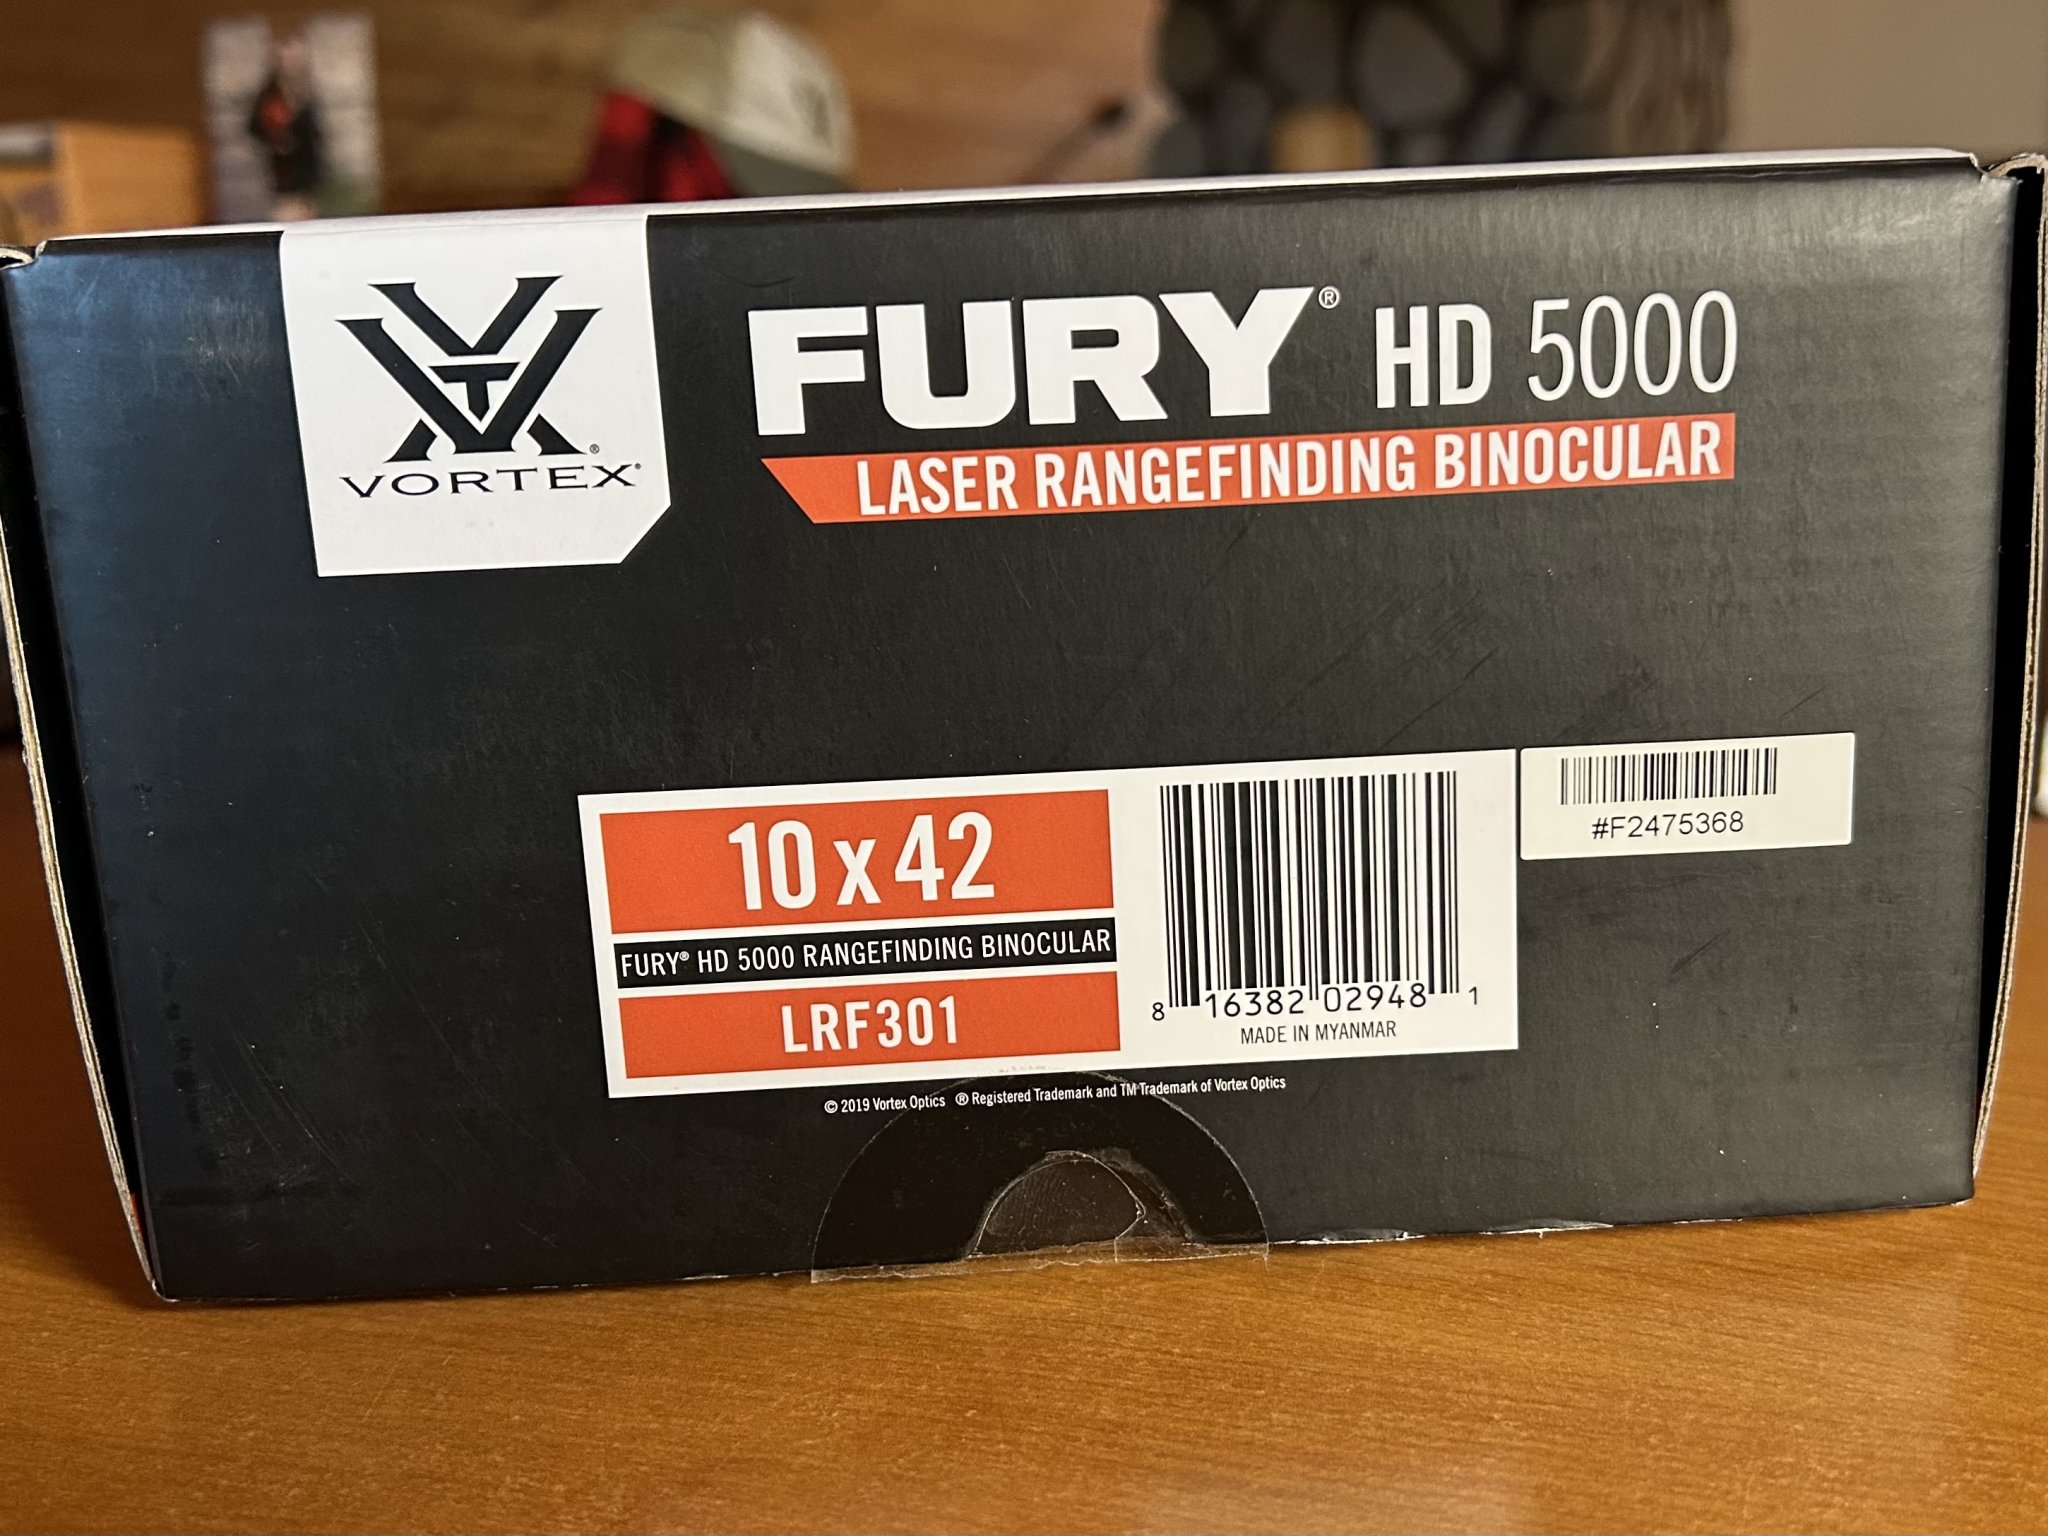 VORTEX®
FURY® HD 5000
LASER RANGEFINDING BINOCULAR
10 x 42
FURY® HD 5000 RANGEFINDING BINOCULAR
LRF301
8 16382 02948 1
MADE IN MYANMAR
#F2475368
© 2019 Vortex Optics ® Registered Trademark and TM Trademark of Vortex Optics